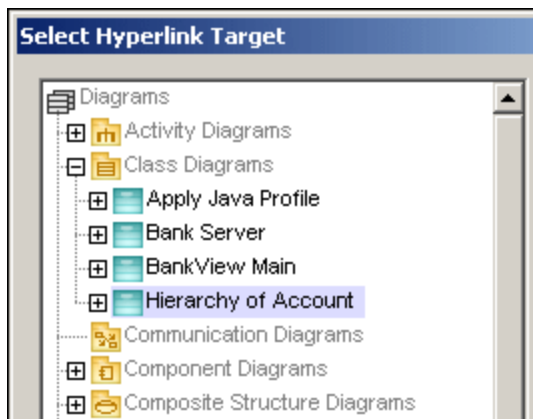 Select Hyperlink Target
Diagrams
Activity Diagrams
Class Diagrams
Apply Java Profile
Bank Server
BankView Main
Hierarchy of Account
Communication Diagrams
Component Diagrams
Composite Structure Diagrams